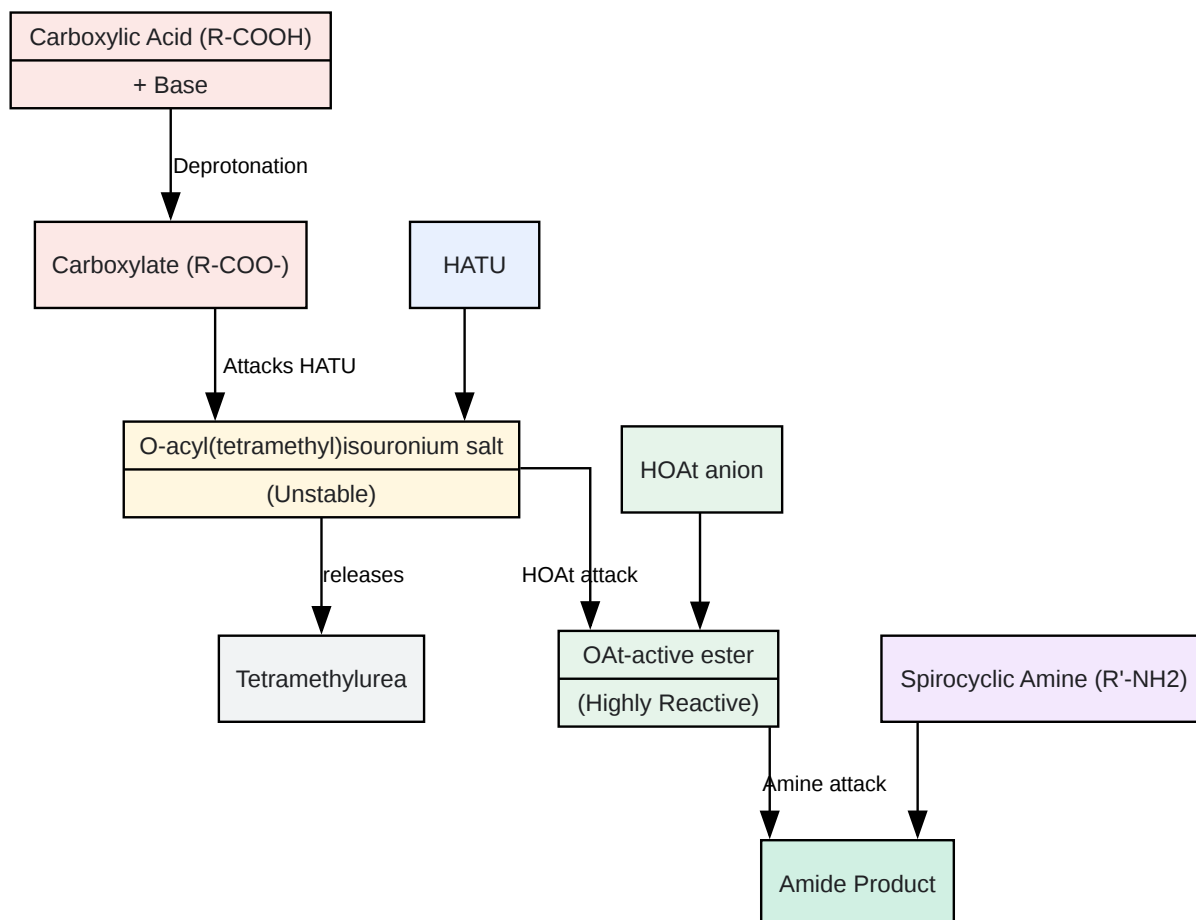 Carboxylic Acid (R-COOH)
+ Base
Deprotonation
Carboxylate (R-COO-)
HATU
Attacks HATU
O-acyl(tetramethyl)isouronium salt
(Unstable)
HOAt anion
releases
HOAt attack
Tetramethylurea
OAt-active ester
(Highly Reactive)
Spirocyclic Amine (R'-NH2)
Amine attack
Amide Product